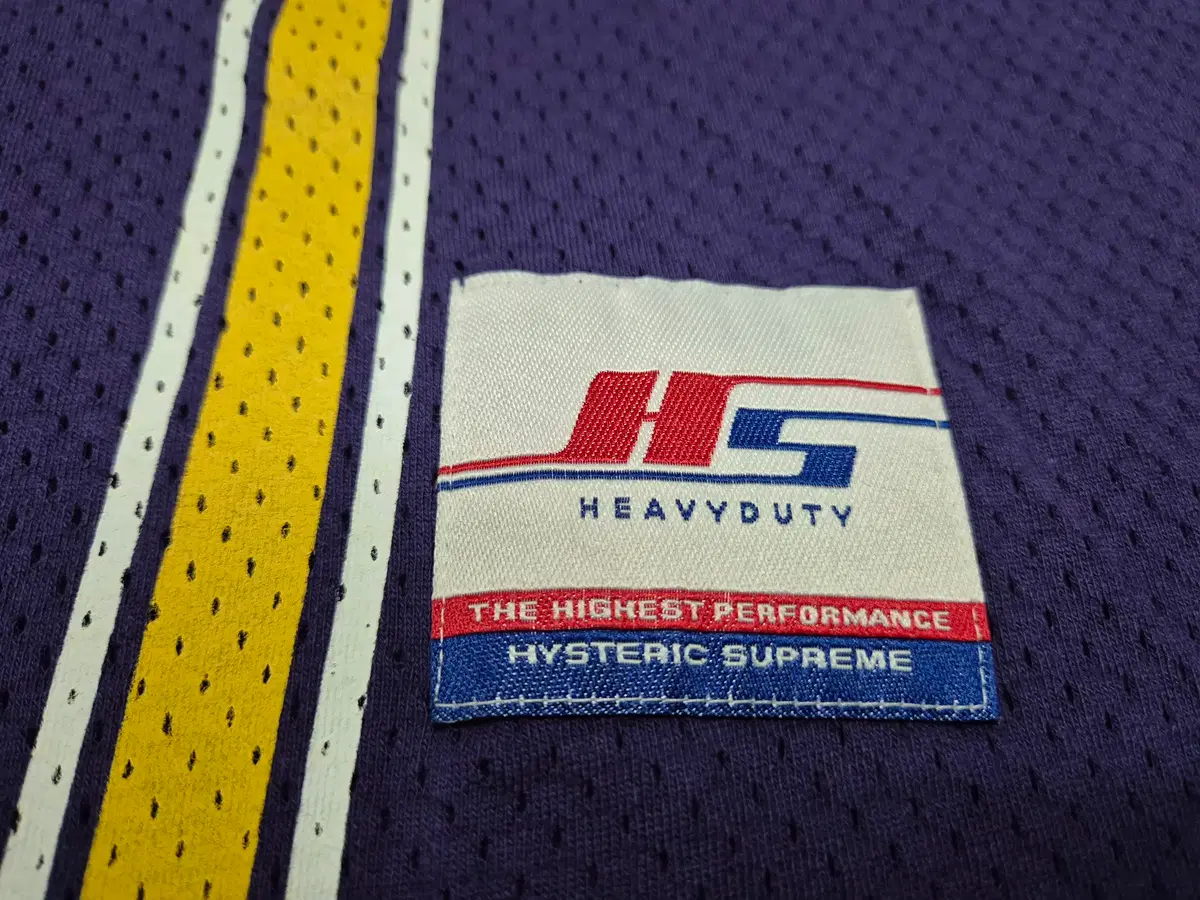 HS
HEAVYDUTY
THE HIGHEST PERFORMANCE
HYSTERIC SUPREME